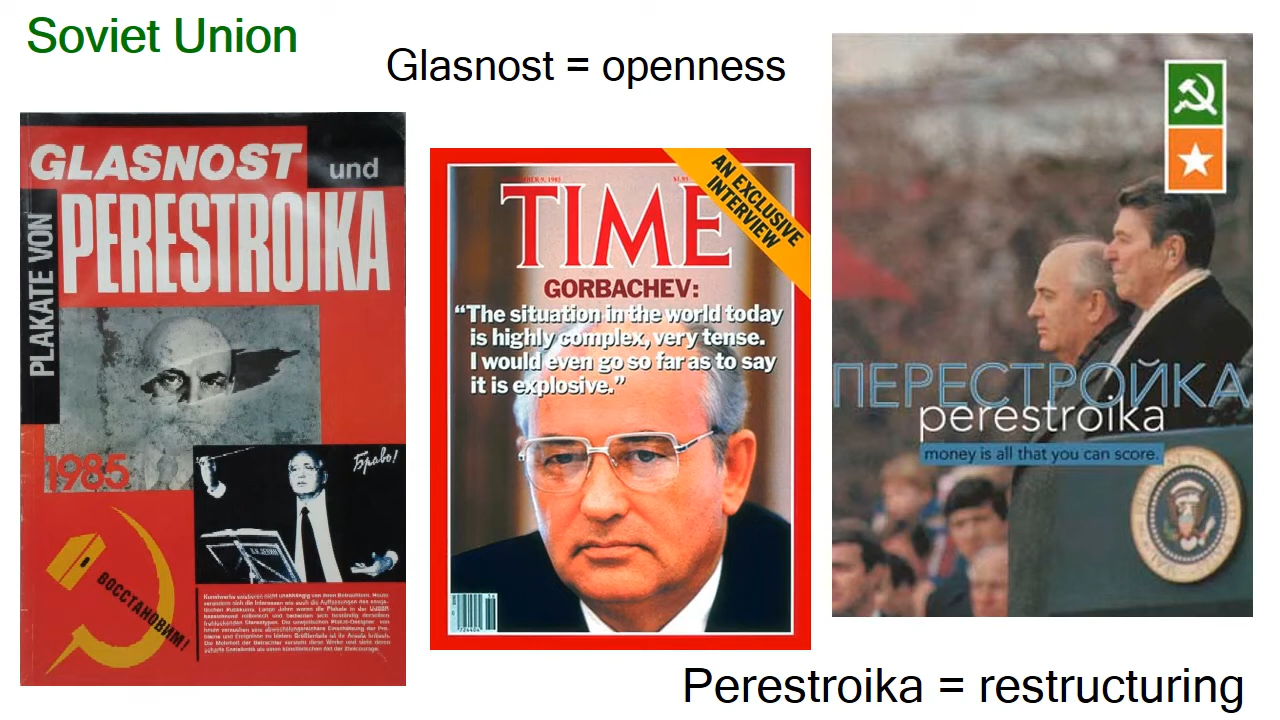 Soviet Union
Glasnost = openness
GLASNOST und
PERESTROIKA
PLAKATE VON
1985
Браво!
В.И.ЛЕНИН
ВОССТАНОВИМ!
TIME
AN EXCLUSIVE
INTERVIEW
GORBACHEV:
“The situation in the world today
is highly complex, very tense.
I would even go so far as to say
it is explosive.”
ПЕРЕСТРОЙКА
perestroika
money is all that you can score.
Perestroika = restructuring